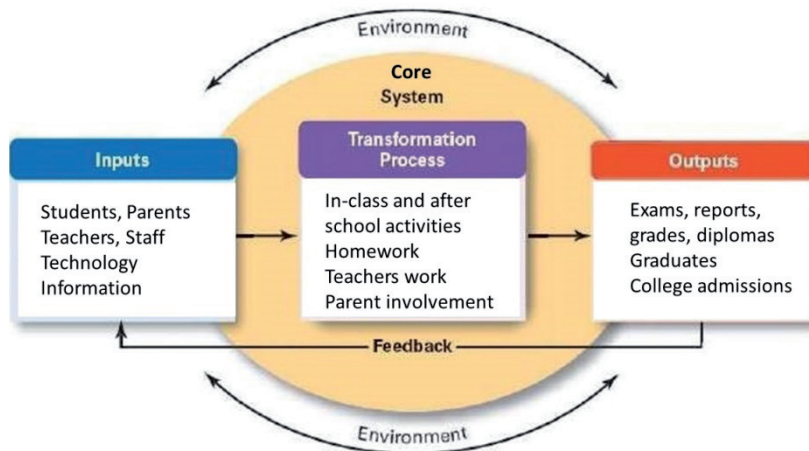 Environment
Core
System
Inputs
Students, Parents
Teachers, Staff
Technology
Information
Transformation
Process
In-class and after
school activities
Homework
Teachers work
Parent involvement
Outputs
Exams, reports,
grades, diplomas
Graduates
College admissions
Feedback
Environment